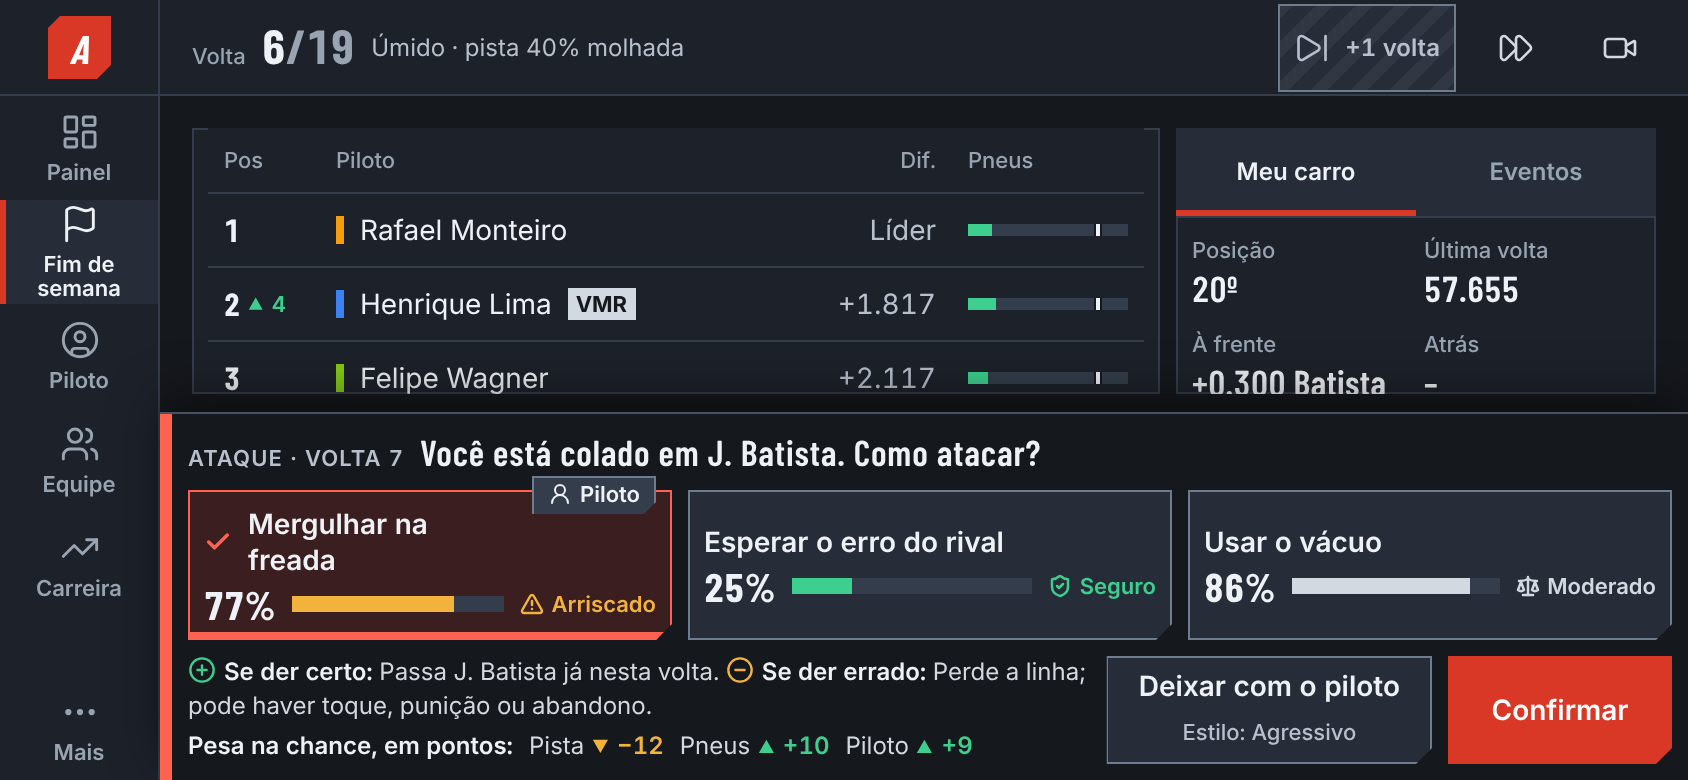 A
Volta 6/19 Úmido · pista 40% molhada
+1 volta
Painel
Fim de
semana
Piloto
Equipe
Carreira
Mais
Pos Piloto Dif. Pneus
1 Rafael Monteiro Líder
2 ▲ 4 Henrique Lima VMR +1.817
3 Felipe Wagner +2.117
Meu carro Eventos
Posição Última volta
20º 57.655
À frente Atrás
+0.300 Batista –
ATAQUE · VOLTA 7 Você está colado em J. Batista. Como atacar?
Piloto
Mergulhar na
freada
77% Arriscado
Esperar o erro do rival
25% Seguro
Usar o vácuo
86% Moderado
Se der certo: Passa J. Batista já nesta volta. Se der errado: Perde a linha;
pode haver toque, punição ou abandono.
Pesa na chance, em pontos: Pista ▼ −12 Pneus ▲ +10 Piloto ▲ +9
Deixar com o piloto
Estilo: Agressivo
Confirmar